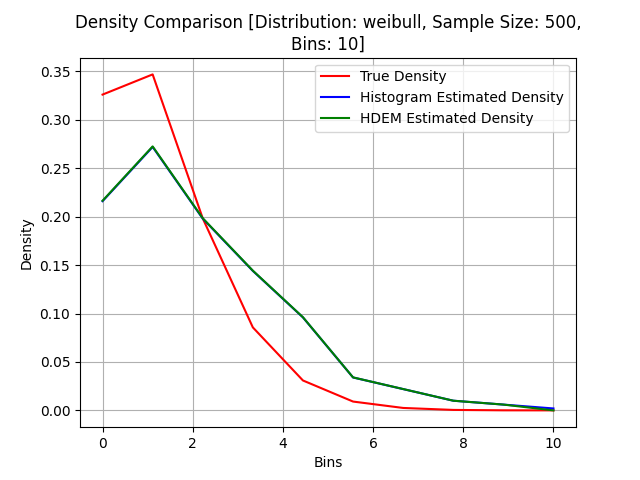 Density Comparison [Distribution: weibull, Sample Size: 500,
Bins: 10]
True Density
Histogram Estimated Density
HDEM Estimated Density
Density
0.35
0.30
0.25
0.20
0.15
0.10
0.05
0.00
0 2 4 6 8 10
Bins